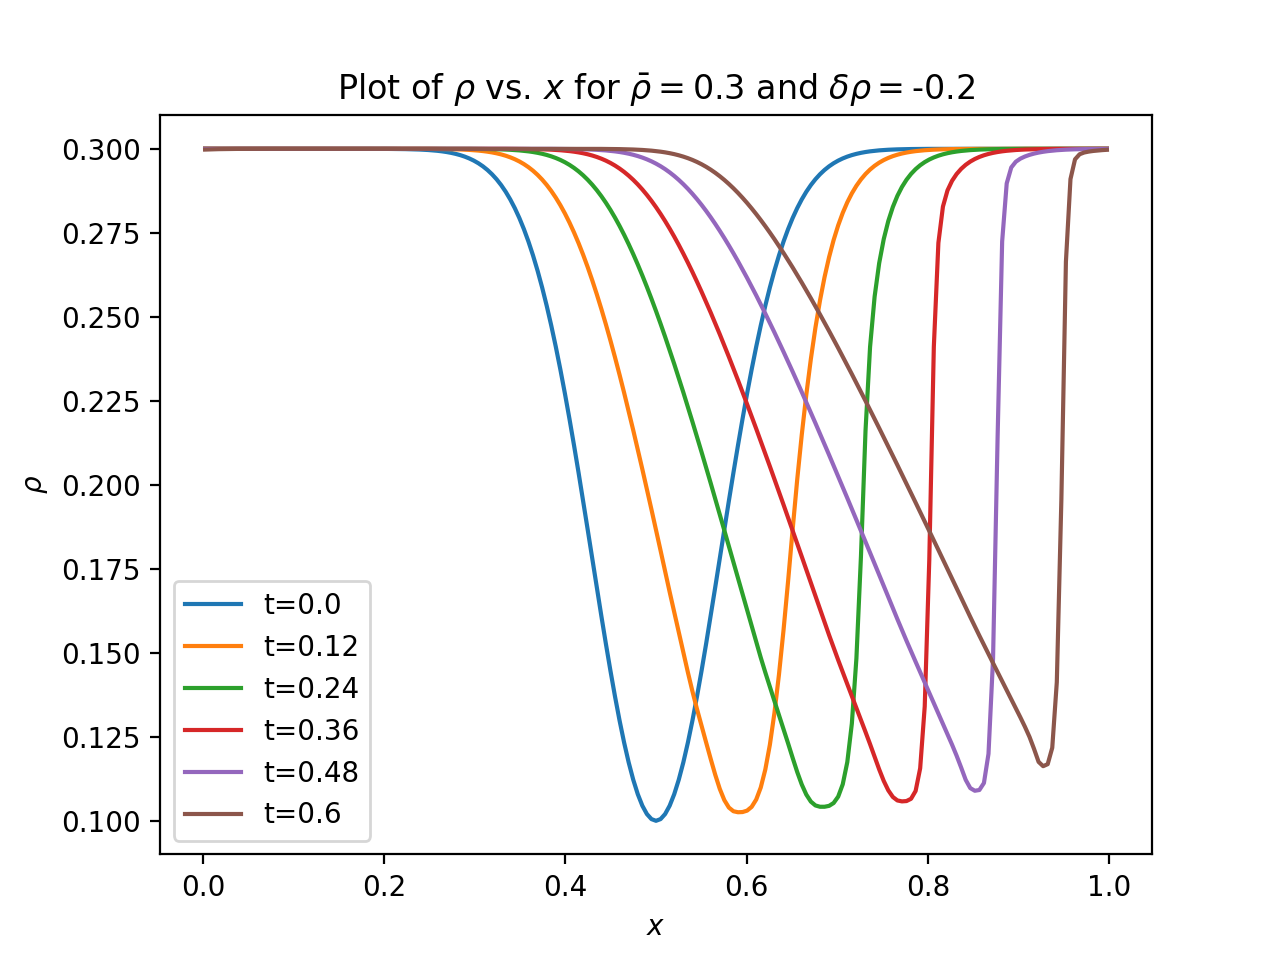 Plot of ρ vs. x for ρ̄ = 0.3 and δρ = -0.2
0.300
0.275
0.250
0.225
0.200
0.175
0.150
0.125
0.100
ρ
t=0.0
t=0.12
t=0.24
t=0.36
t=0.48
t=0.6
0.0 0.2 0.4 0.6 0.8 1.0
x